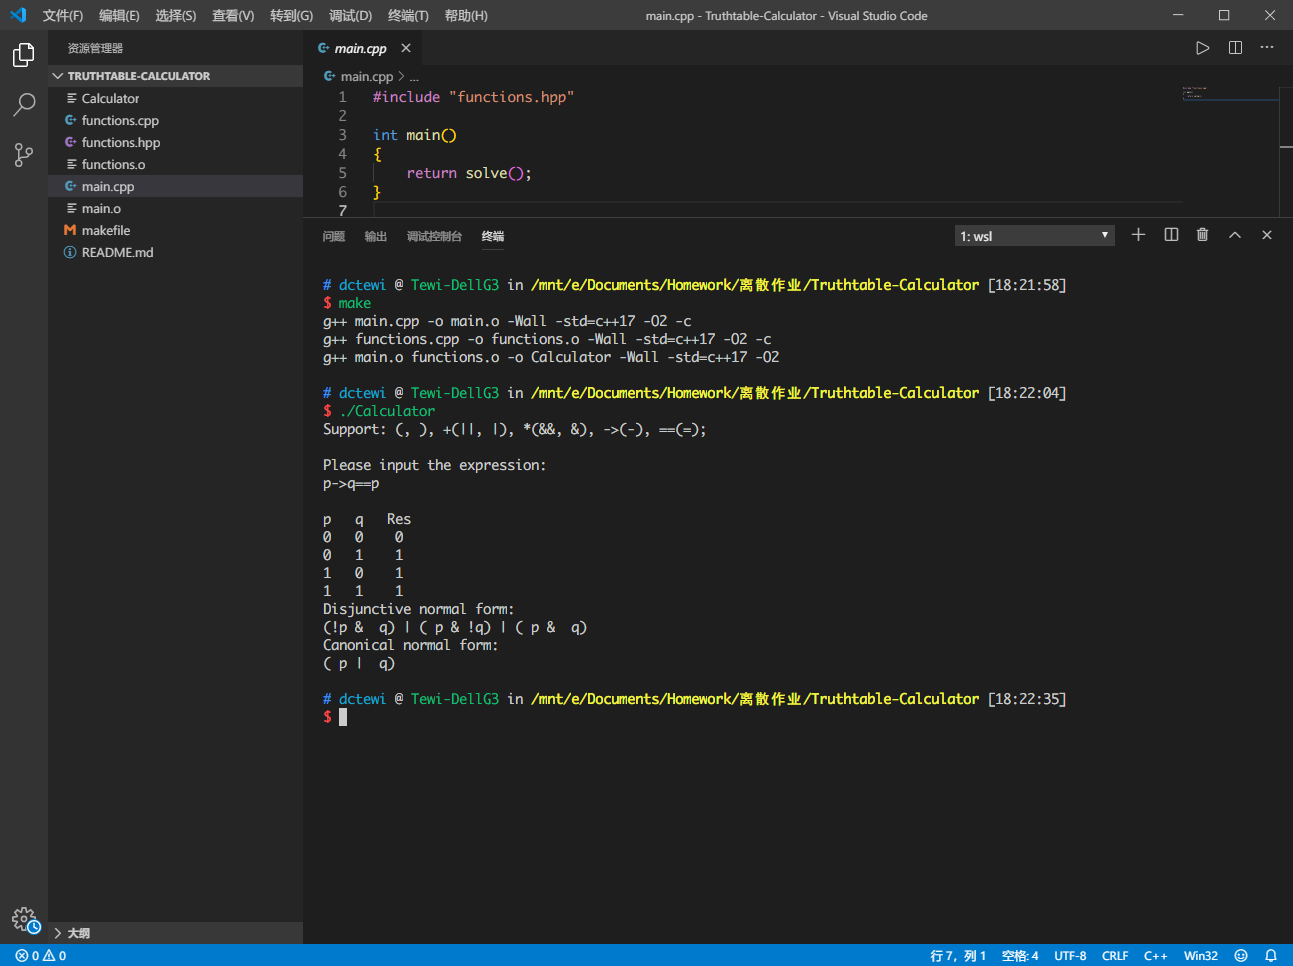 文件(F) 编辑(E) 选择(S) 查看(V) 转到(G) 调试(D) 终端(T) 帮助(H) main.cpp - Truthtable-Calculator - Visual Studio Code
资源管理器
TRUTHTABLE-CALCULATOR
Calculator
functions.cpp
functions.hpp
functions.o
main.cpp
main.o
makefile
README.md
大纲
main.cpp
main.cpp > ...
1 #include "functions.hpp"
2
3 int main()
4 {
5 return solve();
6 }
7
问题 输出 调试控制台 终端 1: wsl
# dctewi @ Tewi-DellG3 in /mnt/e/Documents/Homework/离散作业/Truthtable-Calculator [18:21:58]
$ make
g++ main.cpp -o main.o -Wall -std=c++17 -O2 -c
g++ functions.cpp -o functions.o -Wall -std=c++17 -O2 -c
g++ main.o functions.o -o Calculator -Wall -std=c++17 -O2
# dctewi @ Tewi-DellG3 in /mnt/e/Documents/Homework/离散作业/Truthtable-Calculator [18:22:04]
$ ./Calculator
Support: (, ), +(||, |), *(&&, &), ->(-), ==(=);
Please input the expression:
p->q==p
p q Res
0 0 0
0 1 1
1 0 1
1 1 1
Disjunctive normal form:
(!p &  q) | ( p & !q) | ( p &  q)
Canonical normal form:
( p |  q)
# dctewi @ Tewi-DellG3 in /mnt/e/Documents/Homework/离散作业/Truthtable-Calculator [18:22:35]
$
0 0 行 7，列 1 空格: 4 UTF-8 CRLF C++ Win32